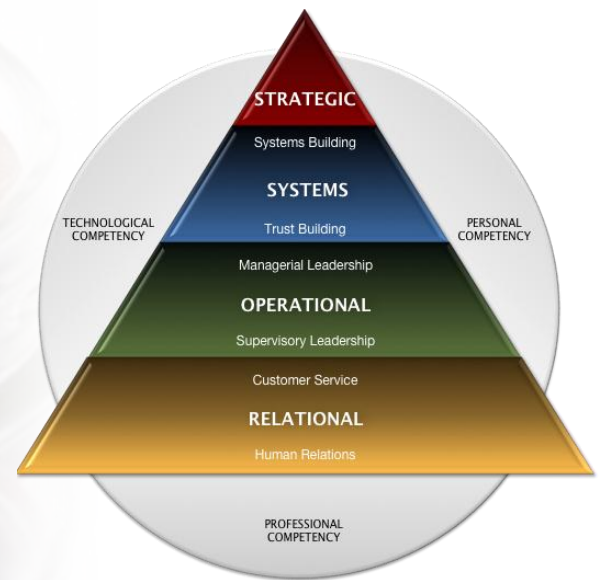 STRATEGIC
Systems Building
SYSTEMS
TECHNOLOGICAL
COMPETENCY
Trust Building
PERSONAL
COMPETENCY
Managerial Leadership
OPERATIONAL
Supervisory Leadership
Customer Service
RELATIONAL
Human Relations
PROFESSIONAL
COMPETENCY